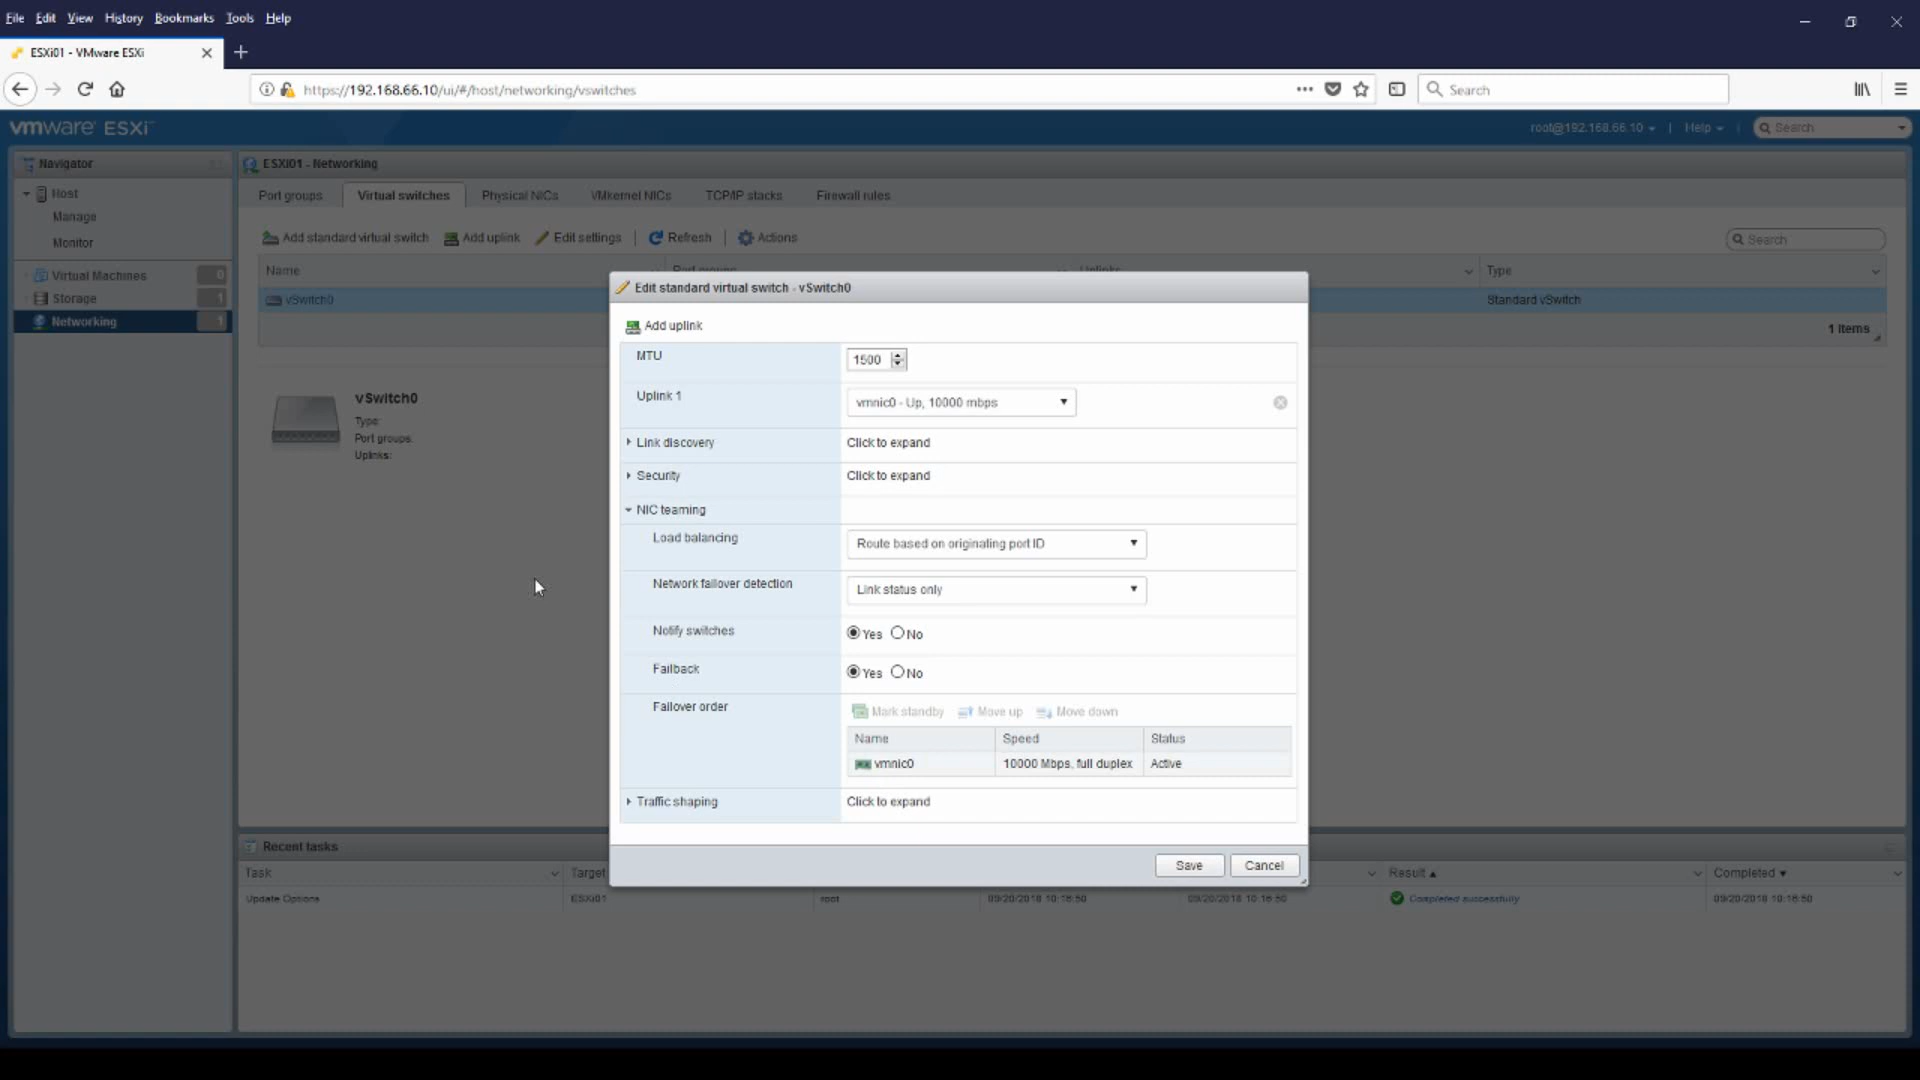 File Edit View History Bookmarks Tools Help
ESXi01 - VMware ESXi
https://192.168.66.10/ui/#/host/networking/vswitches
Search
vmware ESXi
root@192.168.66.10 | Help
Search
Navigator
ESXi01 - Networking
Host
Manage
Monitor
Virtual Machines 0
Storage 1
Networking 1
Port groups Virtual switches Physical NICs VMkernel NICs TCP/IP stacks Firewall rules
Add standard virtual switch Add uplink Edit settings Refresh Actions
Search
Name Port groups Uplinks Type
vSwitch0 Standard vSwitch
1 items
vSwitch0
Type:
Port groups:
Uplinks:
Edit standard virtual switch - vSwitch0
Add uplink
MTU 1500
Uplink 1 vmnic0 - Up, 10000 mbps
Link discovery Click to expand
Security Click to expand
NIC teaming
Load balancing Route based on originating port ID
Network failover detection Link status only
Notify switches Yes No
Failback Yes No
Failover order Mark standby Move up Move down
Name Speed Status
vmnic0 10000 Mbps, full duplex Active
Traffic shaping Click to expand
Save Cancel
Recent tasks
Task Target Result Completed
Update Options ESXi01 root 09/20/2018 10:16:50 09/20/2018 10:16:50 Completed successfully 09/20/2018 10:16:50